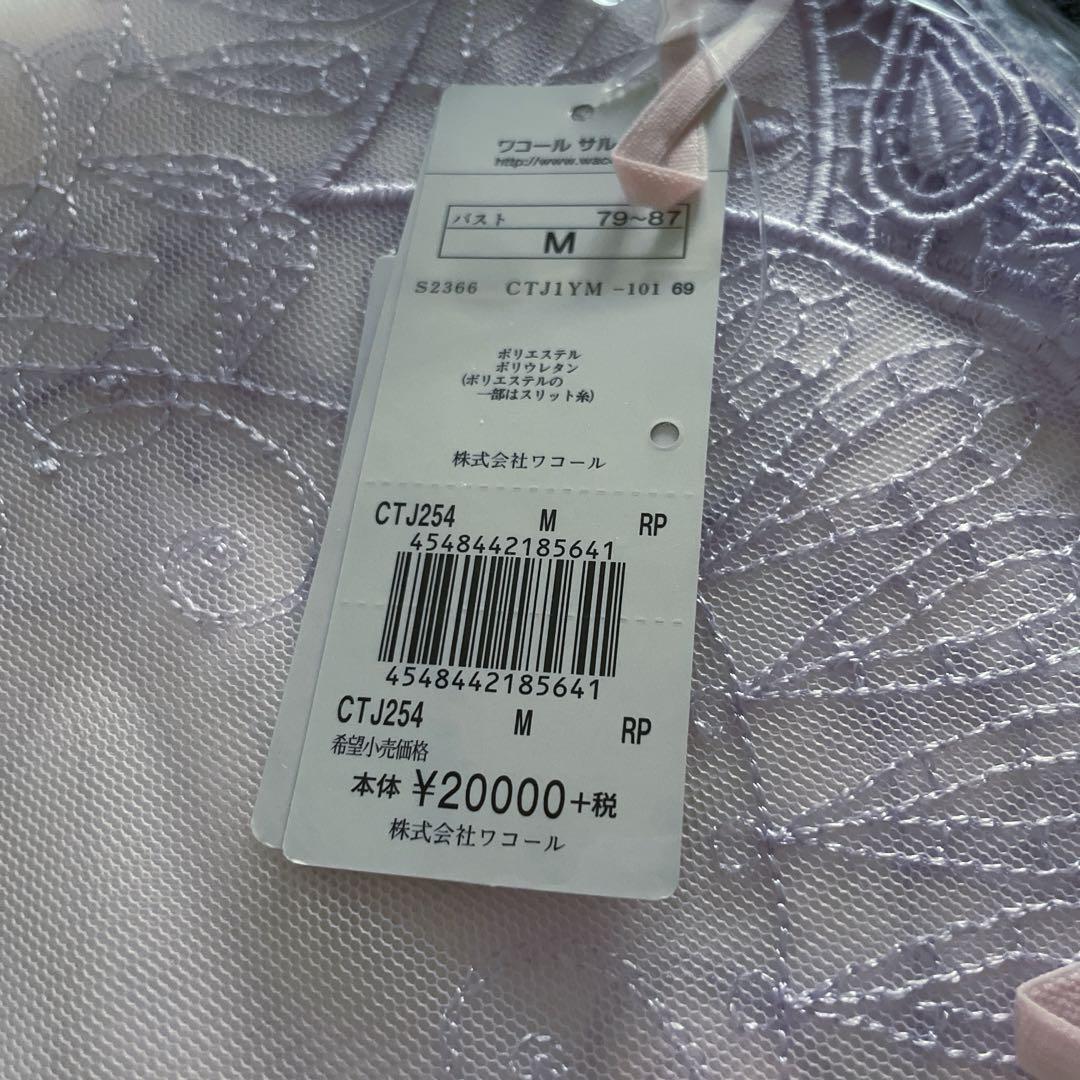 ワコール サル
http://www.wac
バスト 79~87
M
S2366 CTJ1YM -101 69
ポリエステル
ポリウレタン
(ポリエステルの
一部はスリット糸)
株式会社ワコール
CTJ254 M RP
4548442185641
4548442185641
CTJ254 M RP
希望小売価格
本体 ¥20000+税
株式会社ワコール